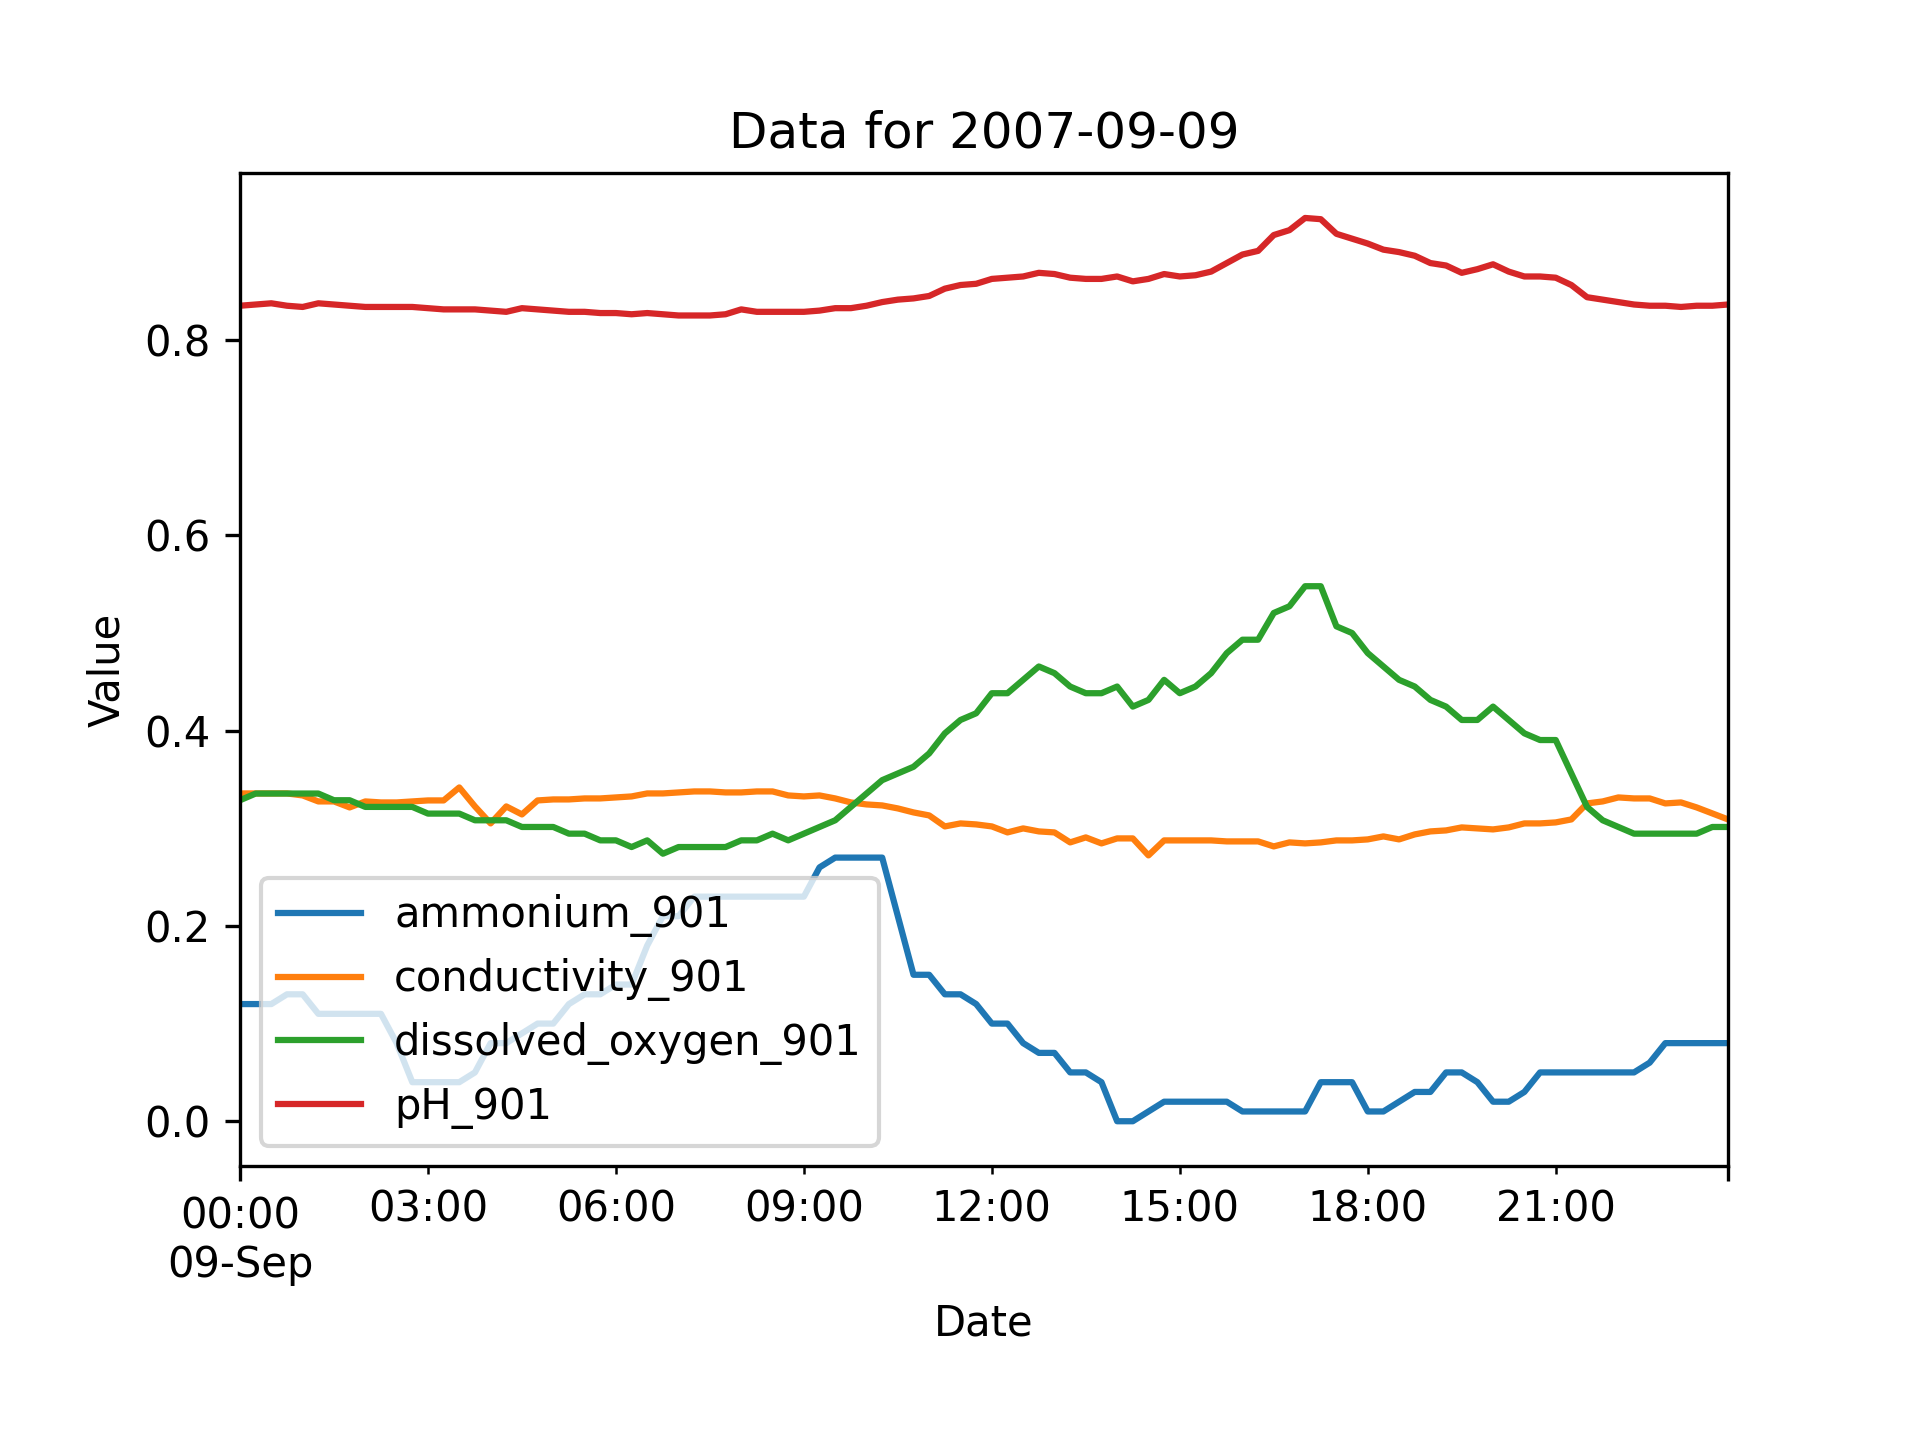 Data for 2007-09-09
Value
0.8
0.6
0.4
0.2
0.0
ammonium_901
conductivity_901
dissolved_oxygen_901
pH_901
00:00 03:00 06:00 09:00 12:00 15:00 18:00 21:00
09-Sep
Date